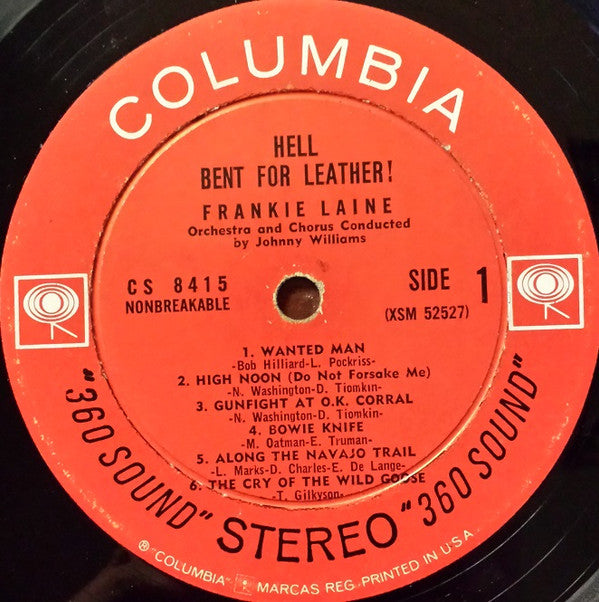 COLUMBIA
HELL
BENT FOR LEATHER!
FRANKIE LAINE
Orchestra and Chorus Conducted
by Johnny Williams
CS 8415
NONBREAKABLE
SIDE 1
(XSM 52527)
1. WANTED MAN
-Bob Hilliard-L. Pockriss-
2. HIGH NOON (Do Not Forsake Me)
-N. Washington-D. Tiomkin-
3. GUNFIGHT AT O.K. CORRAL
-N. Washington-D. Tiomkin-
4. BOWIE KNIFE
-M. Oatman-E. Truman-
5. ALONG THE NAVAJO TRAIL
-L. Marks-D. Charles-E. De Lange-
6. THE CRY OF THE WILD GOOSE
-T. Gilkyson-
"360 SOUND" STEREO "360 SOUND"
® "COLUMBIA" MARCAS REG. PRINTED IN U.S.A.